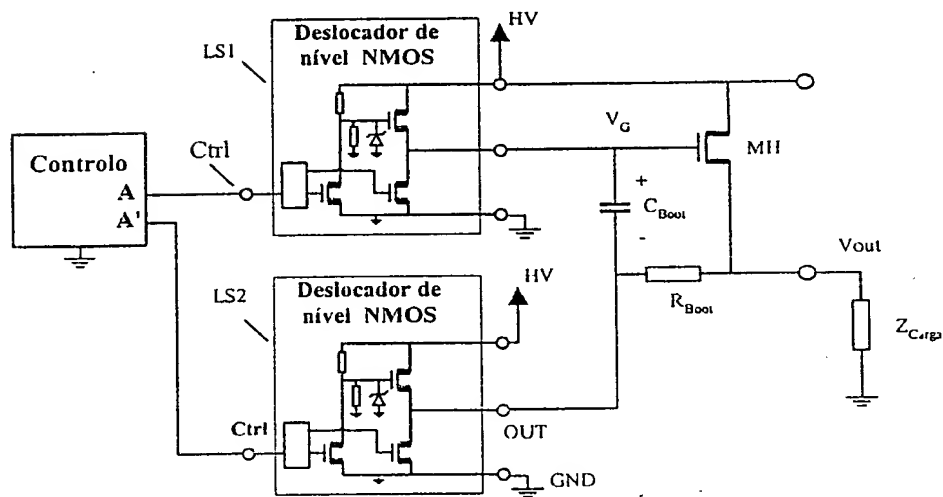 HV
Deslocador de
nível NMOS
LS1
V_G
MH
Ctrl
Controlo
A
A'
+
C_Boot
-
Vout
R_Boot
Z_Carga
LS2
Deslocador de
nível NMOS
HV
Ctrl
OUT
GND